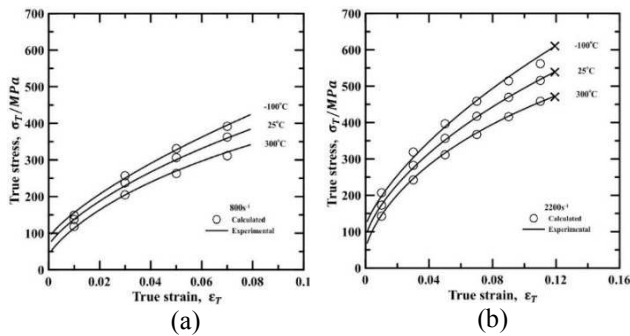 (a)
700
600
500
400
300
200
100
0
True stress, σT/MPa
-100°C
25°C
300°C
800s-1
Calculated
Experimental
0
0.02
0.04
0.06
0.08
0.1
True strain, εT
(a)
(b)
700
600
500
400
300
200
100
0
True stress, σT/MPa
-100°C
25°C
300°C
2200s-1
Calculated
Experimental
0
0.04
0.08
0.12
0.16
True strain, εT
(b)